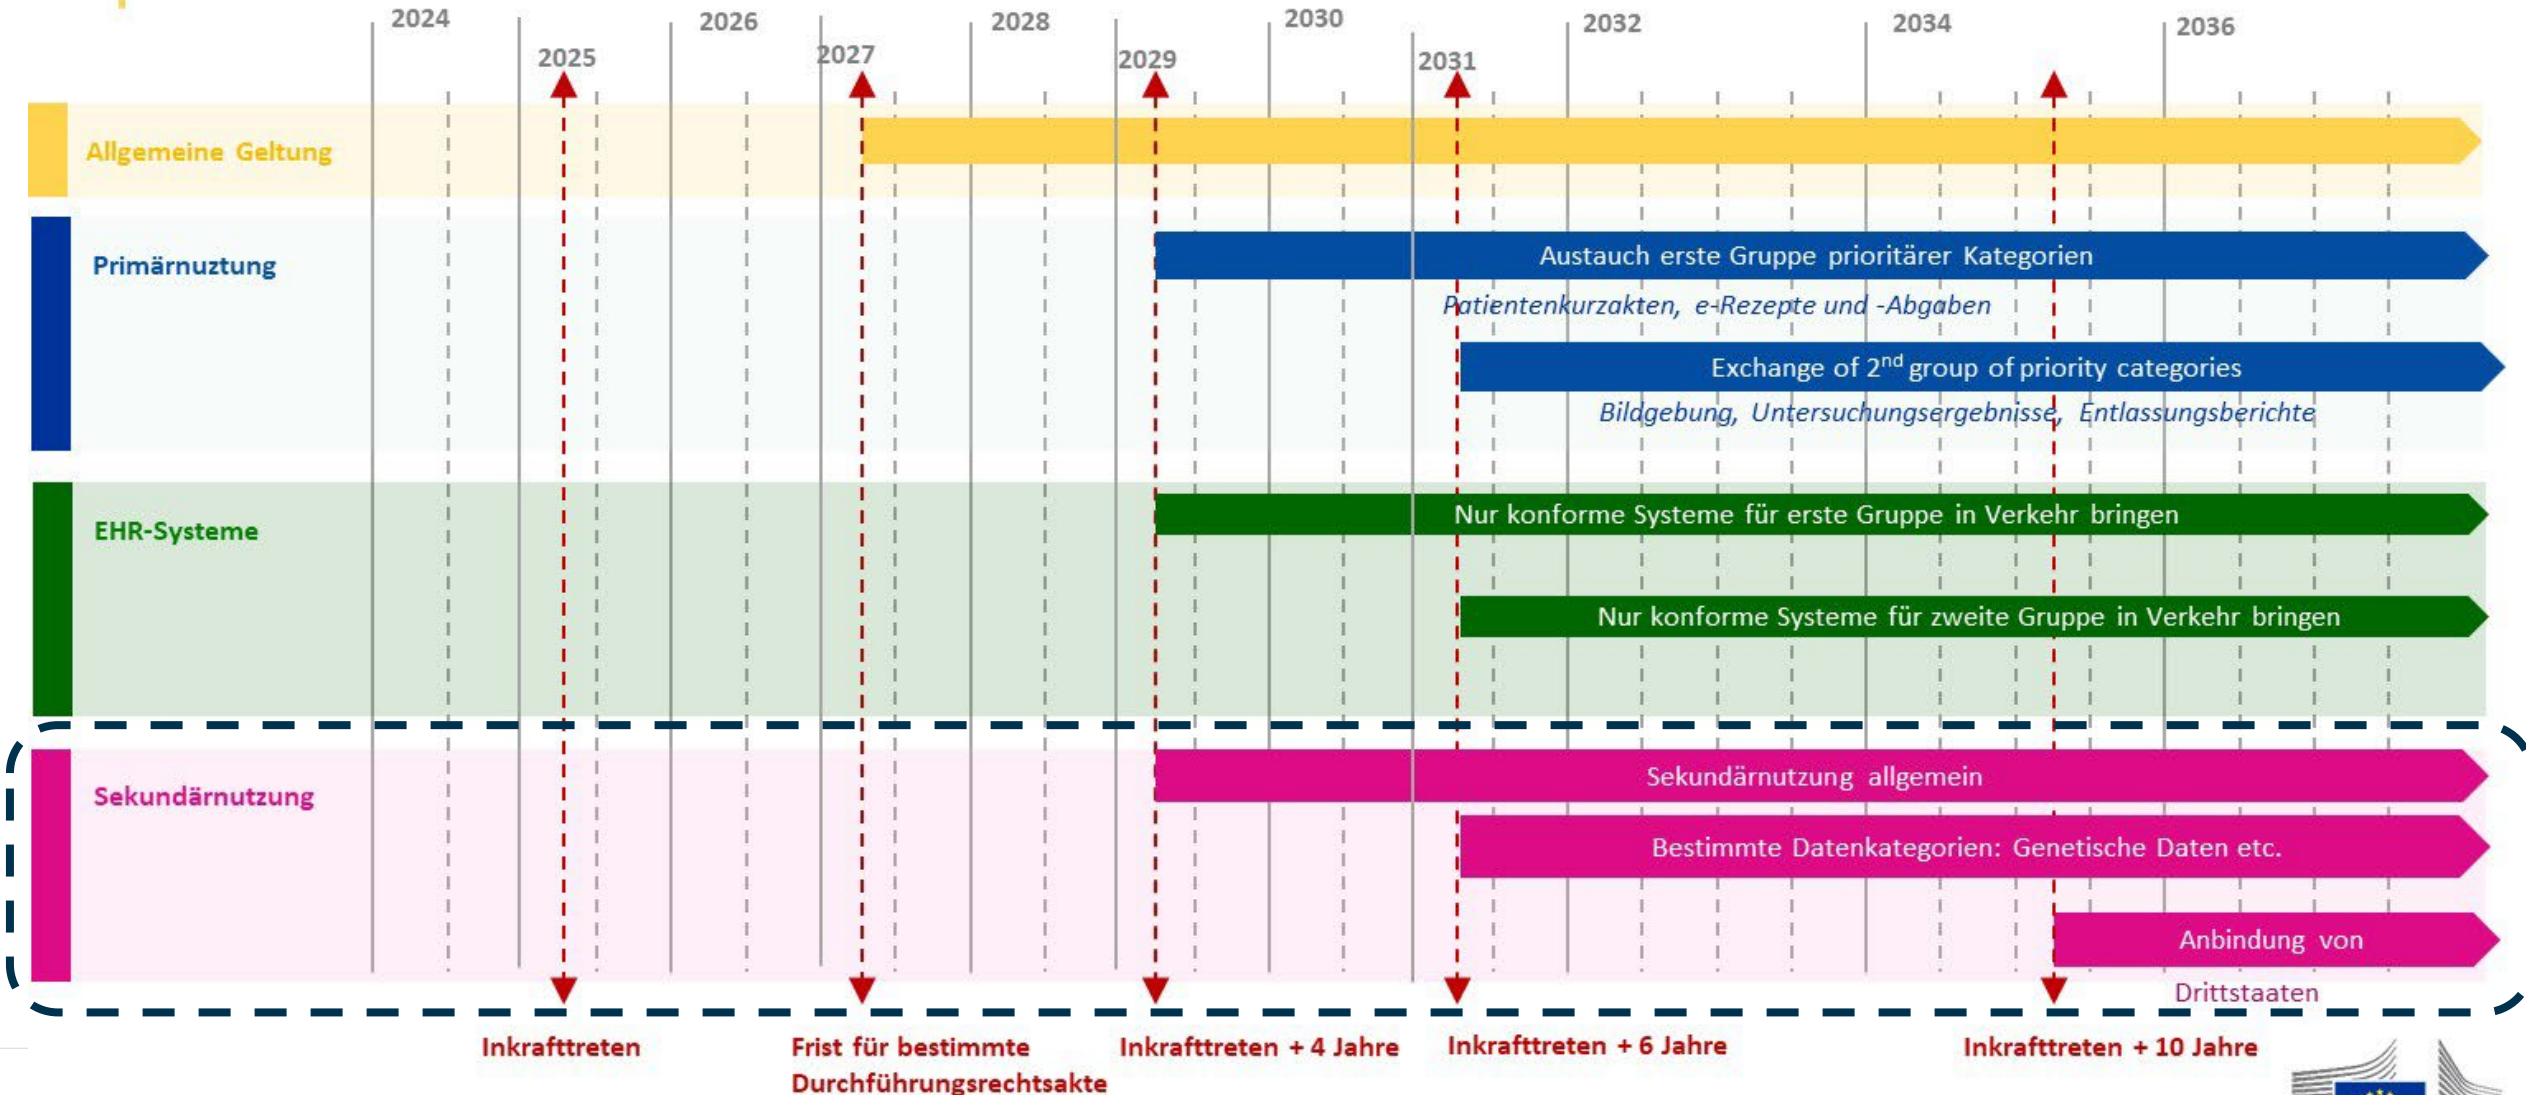 2024
2026
2028
2030
2032
2034
2036
2025
2027
2029
2031
Allgemeine Geltung
Primärnuztung
Austauch erste Gruppe prioritärer Kategorien
Patientenkurzakten, e-Rezepte und -Abgaben
Exchange of 2nd group of priority categories
Bildgebung, Untersuchungsergebnisse, Entlassungsberichte
EHR-Systeme
Nur konforme Systeme für erste Gruppe in Verkehr bringen
Nur konforme Systeme für zweite Gruppe in Verkehr bringen
Sekundärnutzung
Sekundärnutzung allgemein
Bestimmte Datenkategorien: Genetische Daten etc.
Anbindung von
Drittstaaten
Inkrafttreten
Frist für bestimmte
Durchführungsrechtsakte
Inkrafttreten + 4 Jahre
Inkrafttreten + 6 Jahre
Inkrafttreten + 10 Jahre